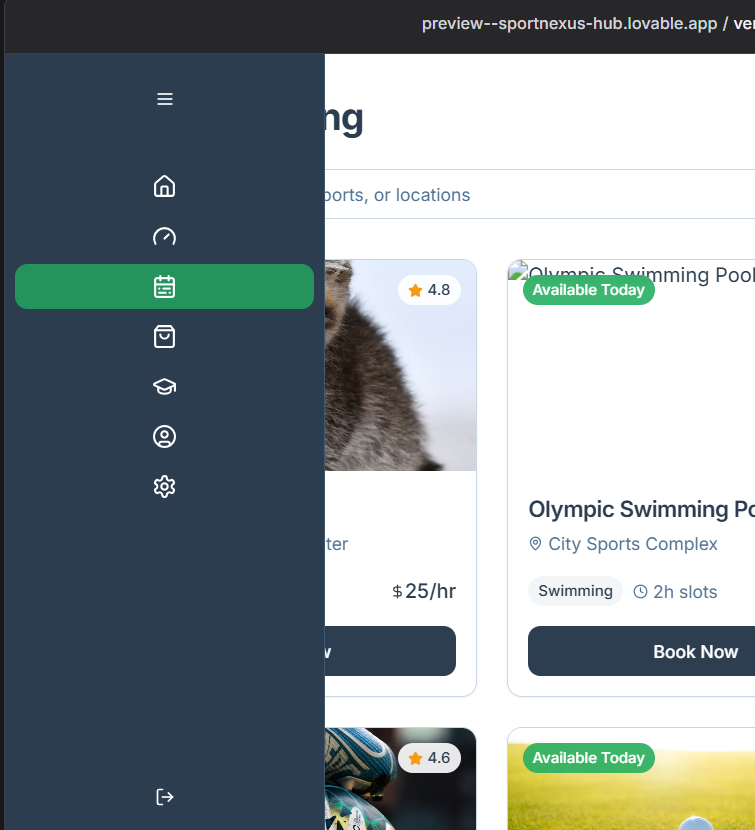 preview--sportnexus-hub.lovable.app / ver
ng
ports, or locations
4.8
Olympic Swimming Pool
Available Today
Olympic Swimming Po
ter
City Sports Complex
$25/hr
Swimming
2h slots
w
Book Now
4.6
Available Today